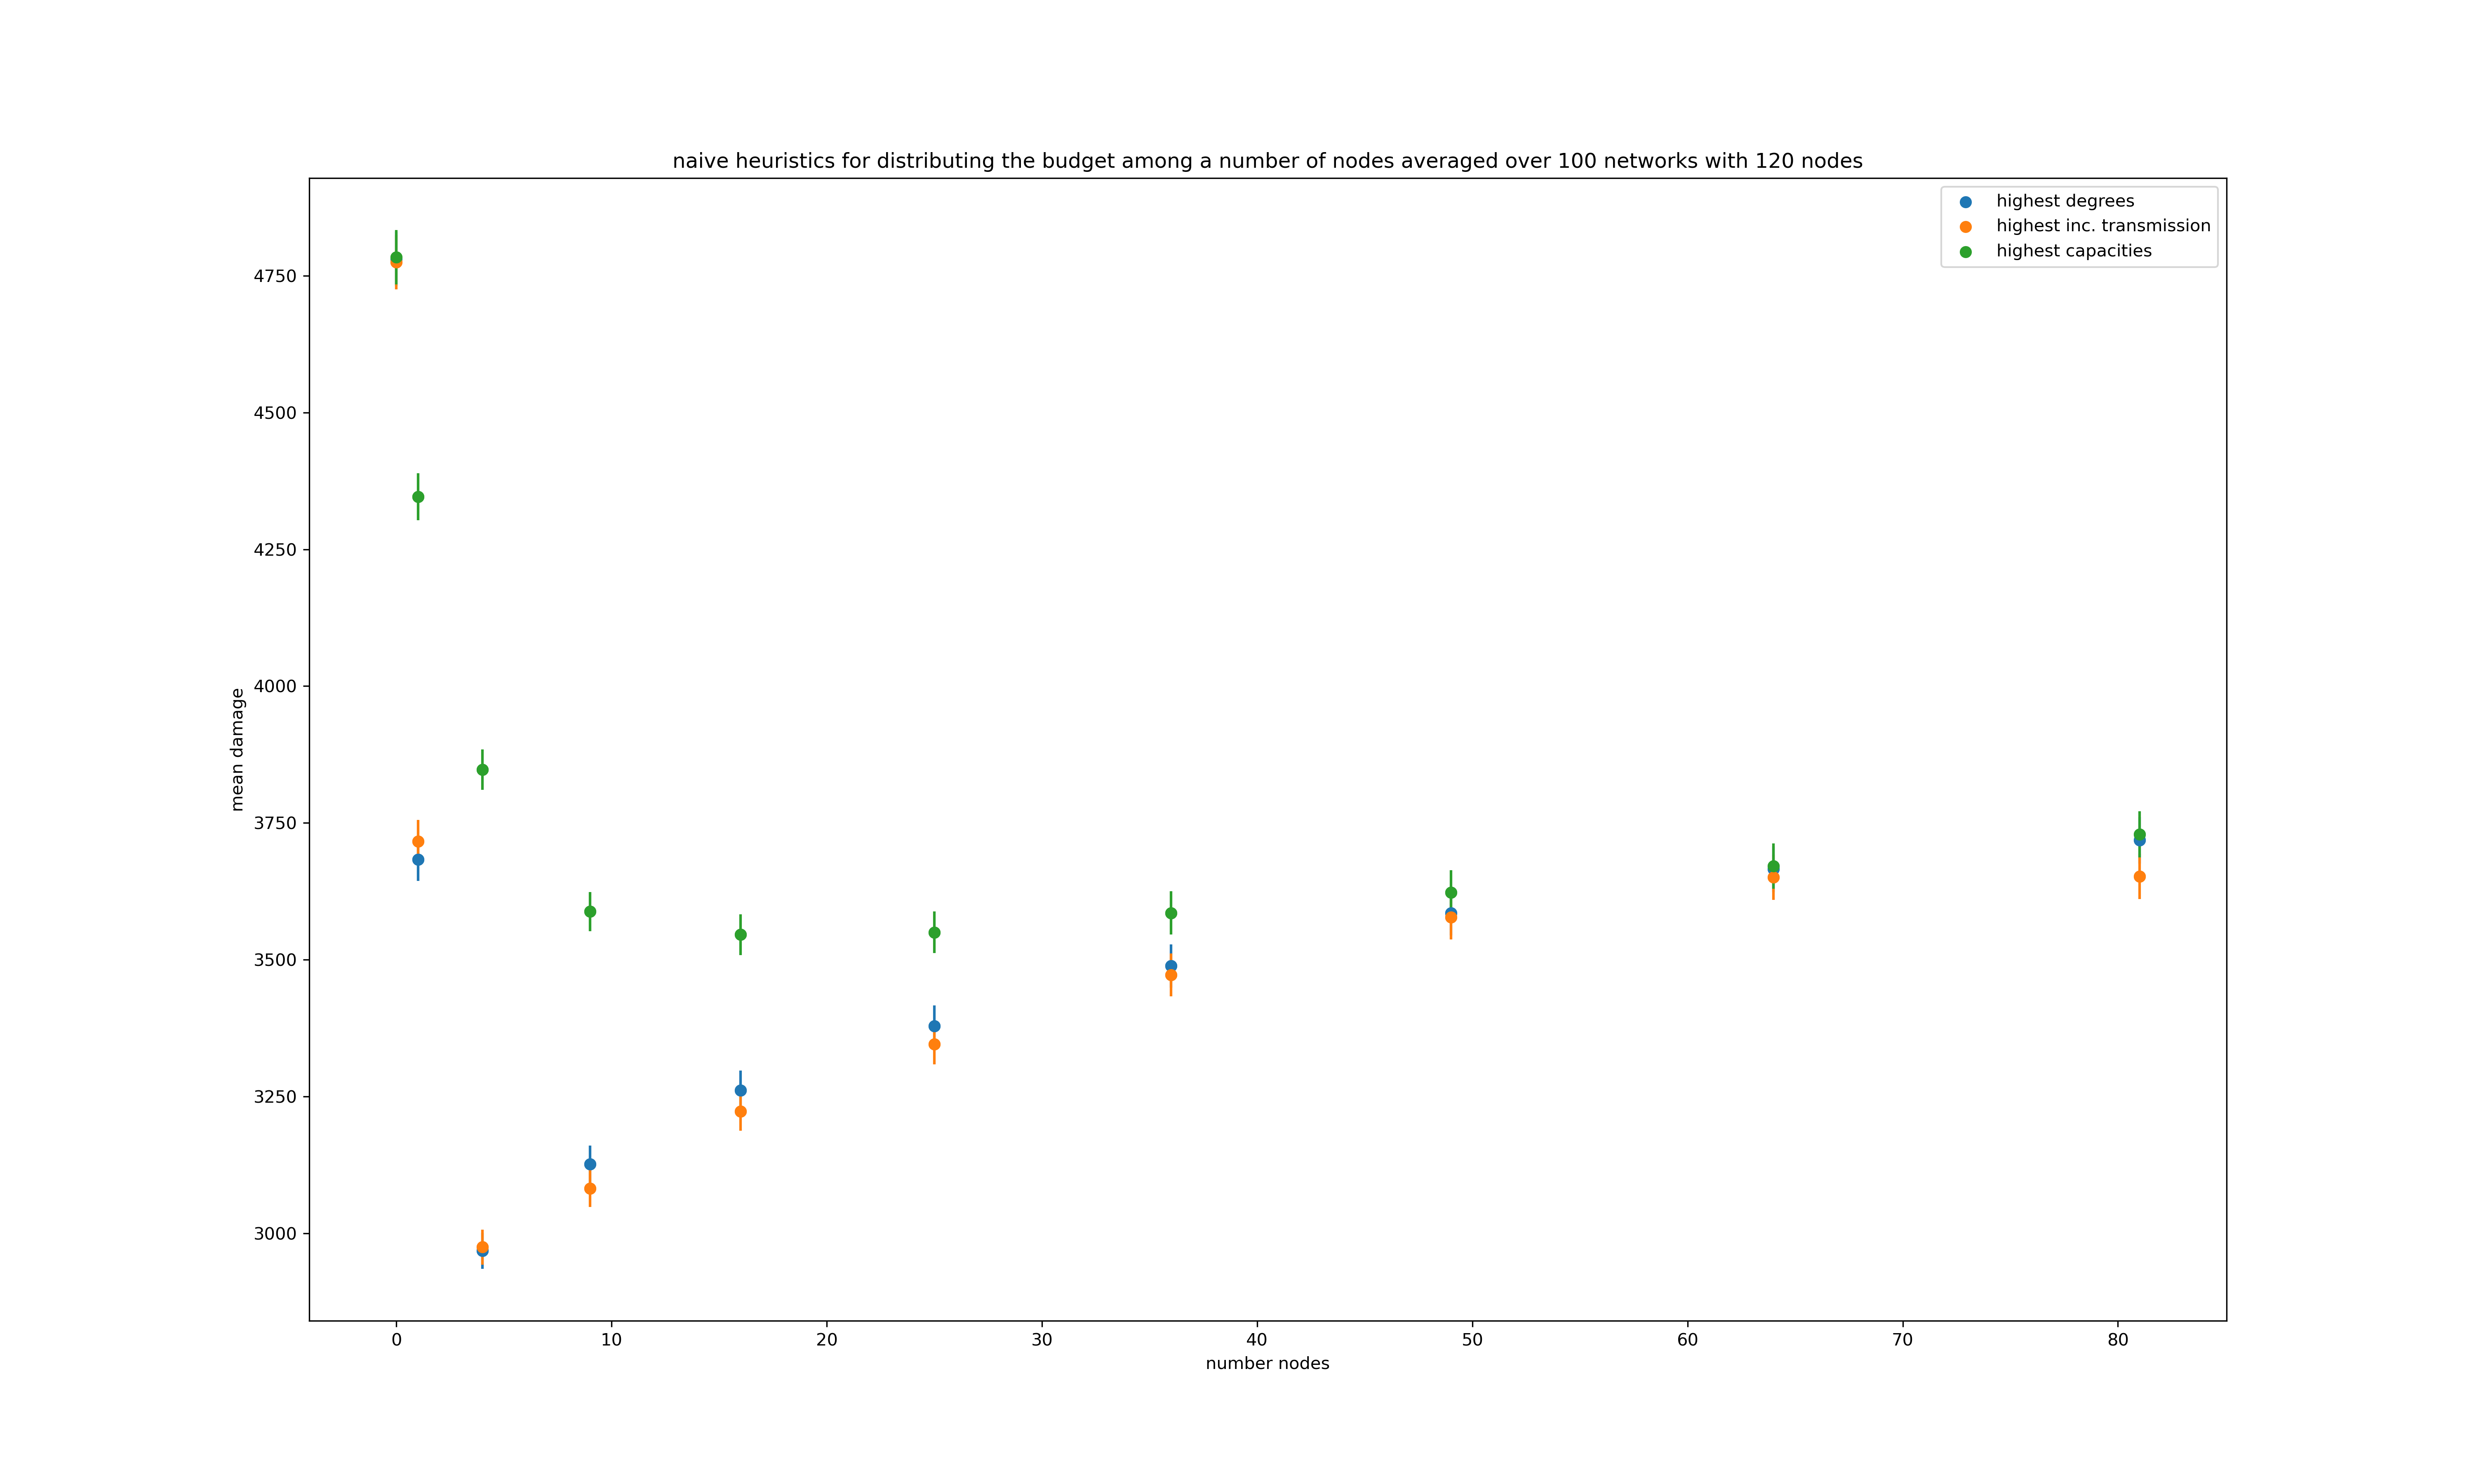 naive heuristics for distributing the budget among a number of nodes averaged over 100 networks with 120 nodes
highest degrees
highest inc. transmission
highest capacities
4750
4500
4250
4000
3750
3500
3250
3000
mean damage
0 10 20 30 40 50 60 70 80
number nodes